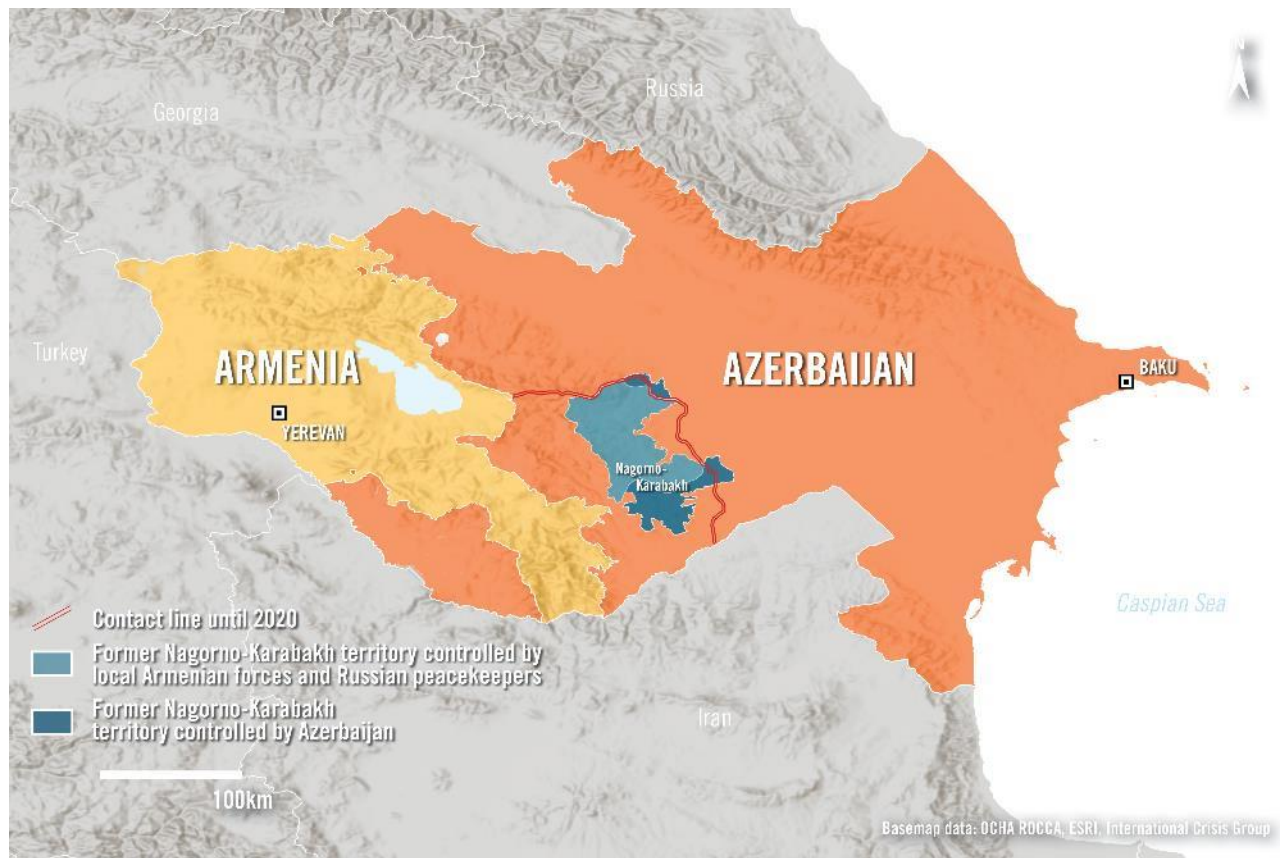 N
Russia
Georgia
Turkey
ARMENIA
AZERBAIJAN
BAKU
YEREVAN
Nagorno-
Karabakh
Caspian Sea
Iran
Contact line until 2020
Former Nagorno-Karabakh territory controlled by
local Armenian forces and Russian peacekeepers
Former Nagorno-Karabakh
territory controlled by Azerbaijan
100km
Basemap data: OCHA ROCCA, ESRI, International Crisis Group